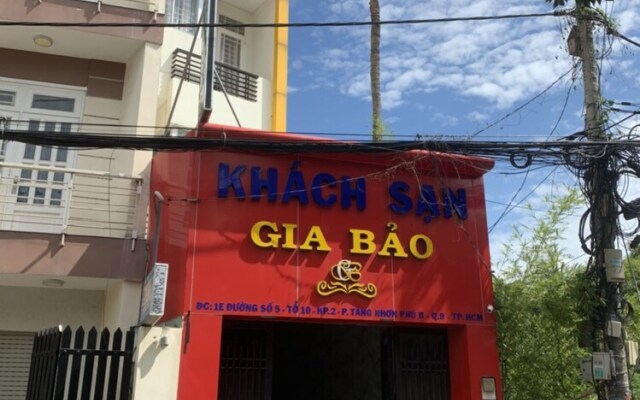 KHÁCH SẠN
GIA BẢO
GB
ĐC: 1E ĐƯỜNG SỐ 5 - TỔ 10 - KP.2 - P.TĂNG NHƠN PHÚ B - Q.9 - TP.HCM